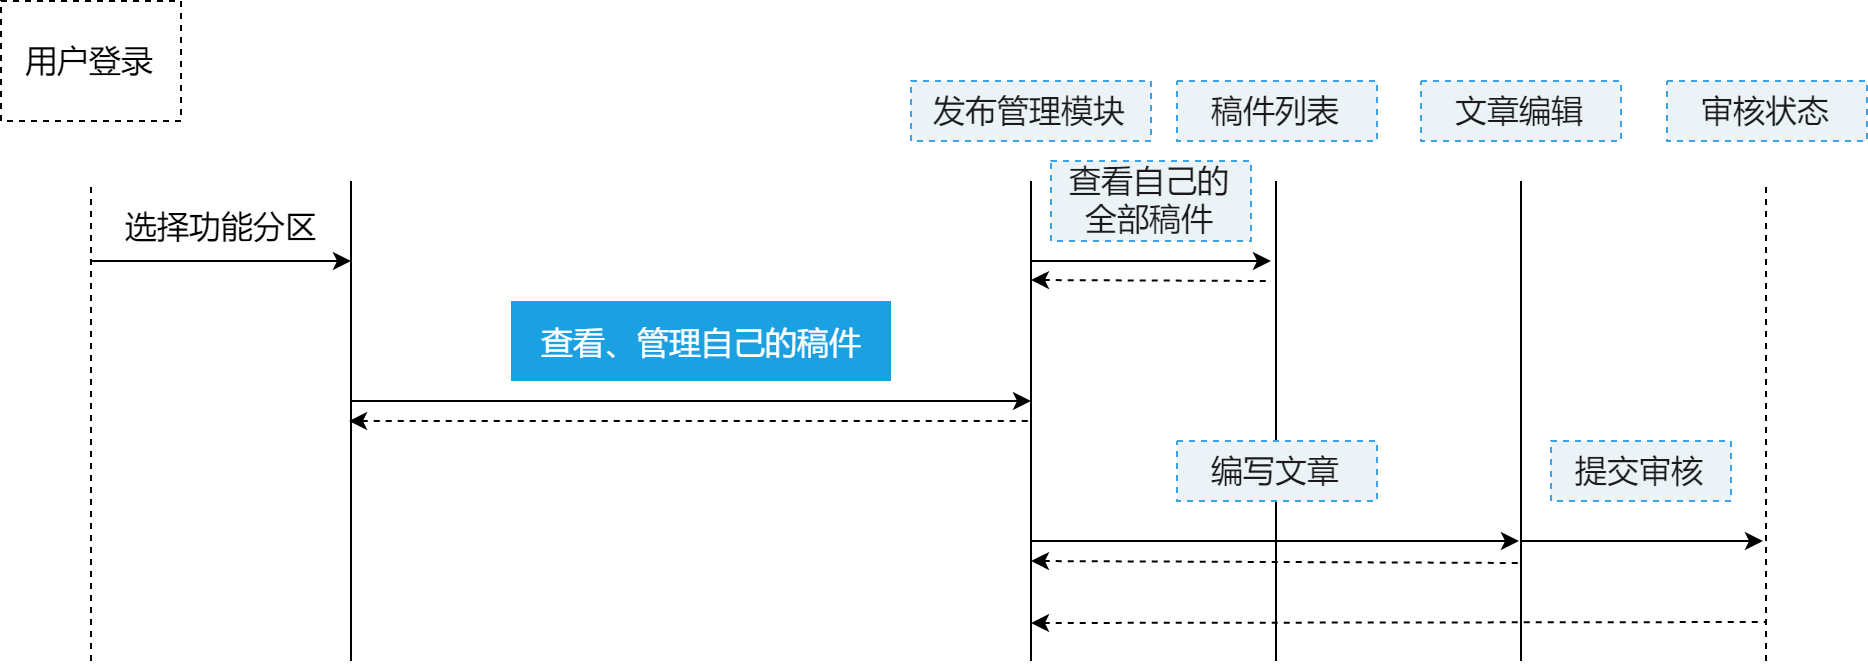 用户登录
发布管理模块
稿件列表
文章编辑
审核状态
查看自己的
全部稿件
选择功能分区
查看、管理自己的稿件
编写文章
提交审核